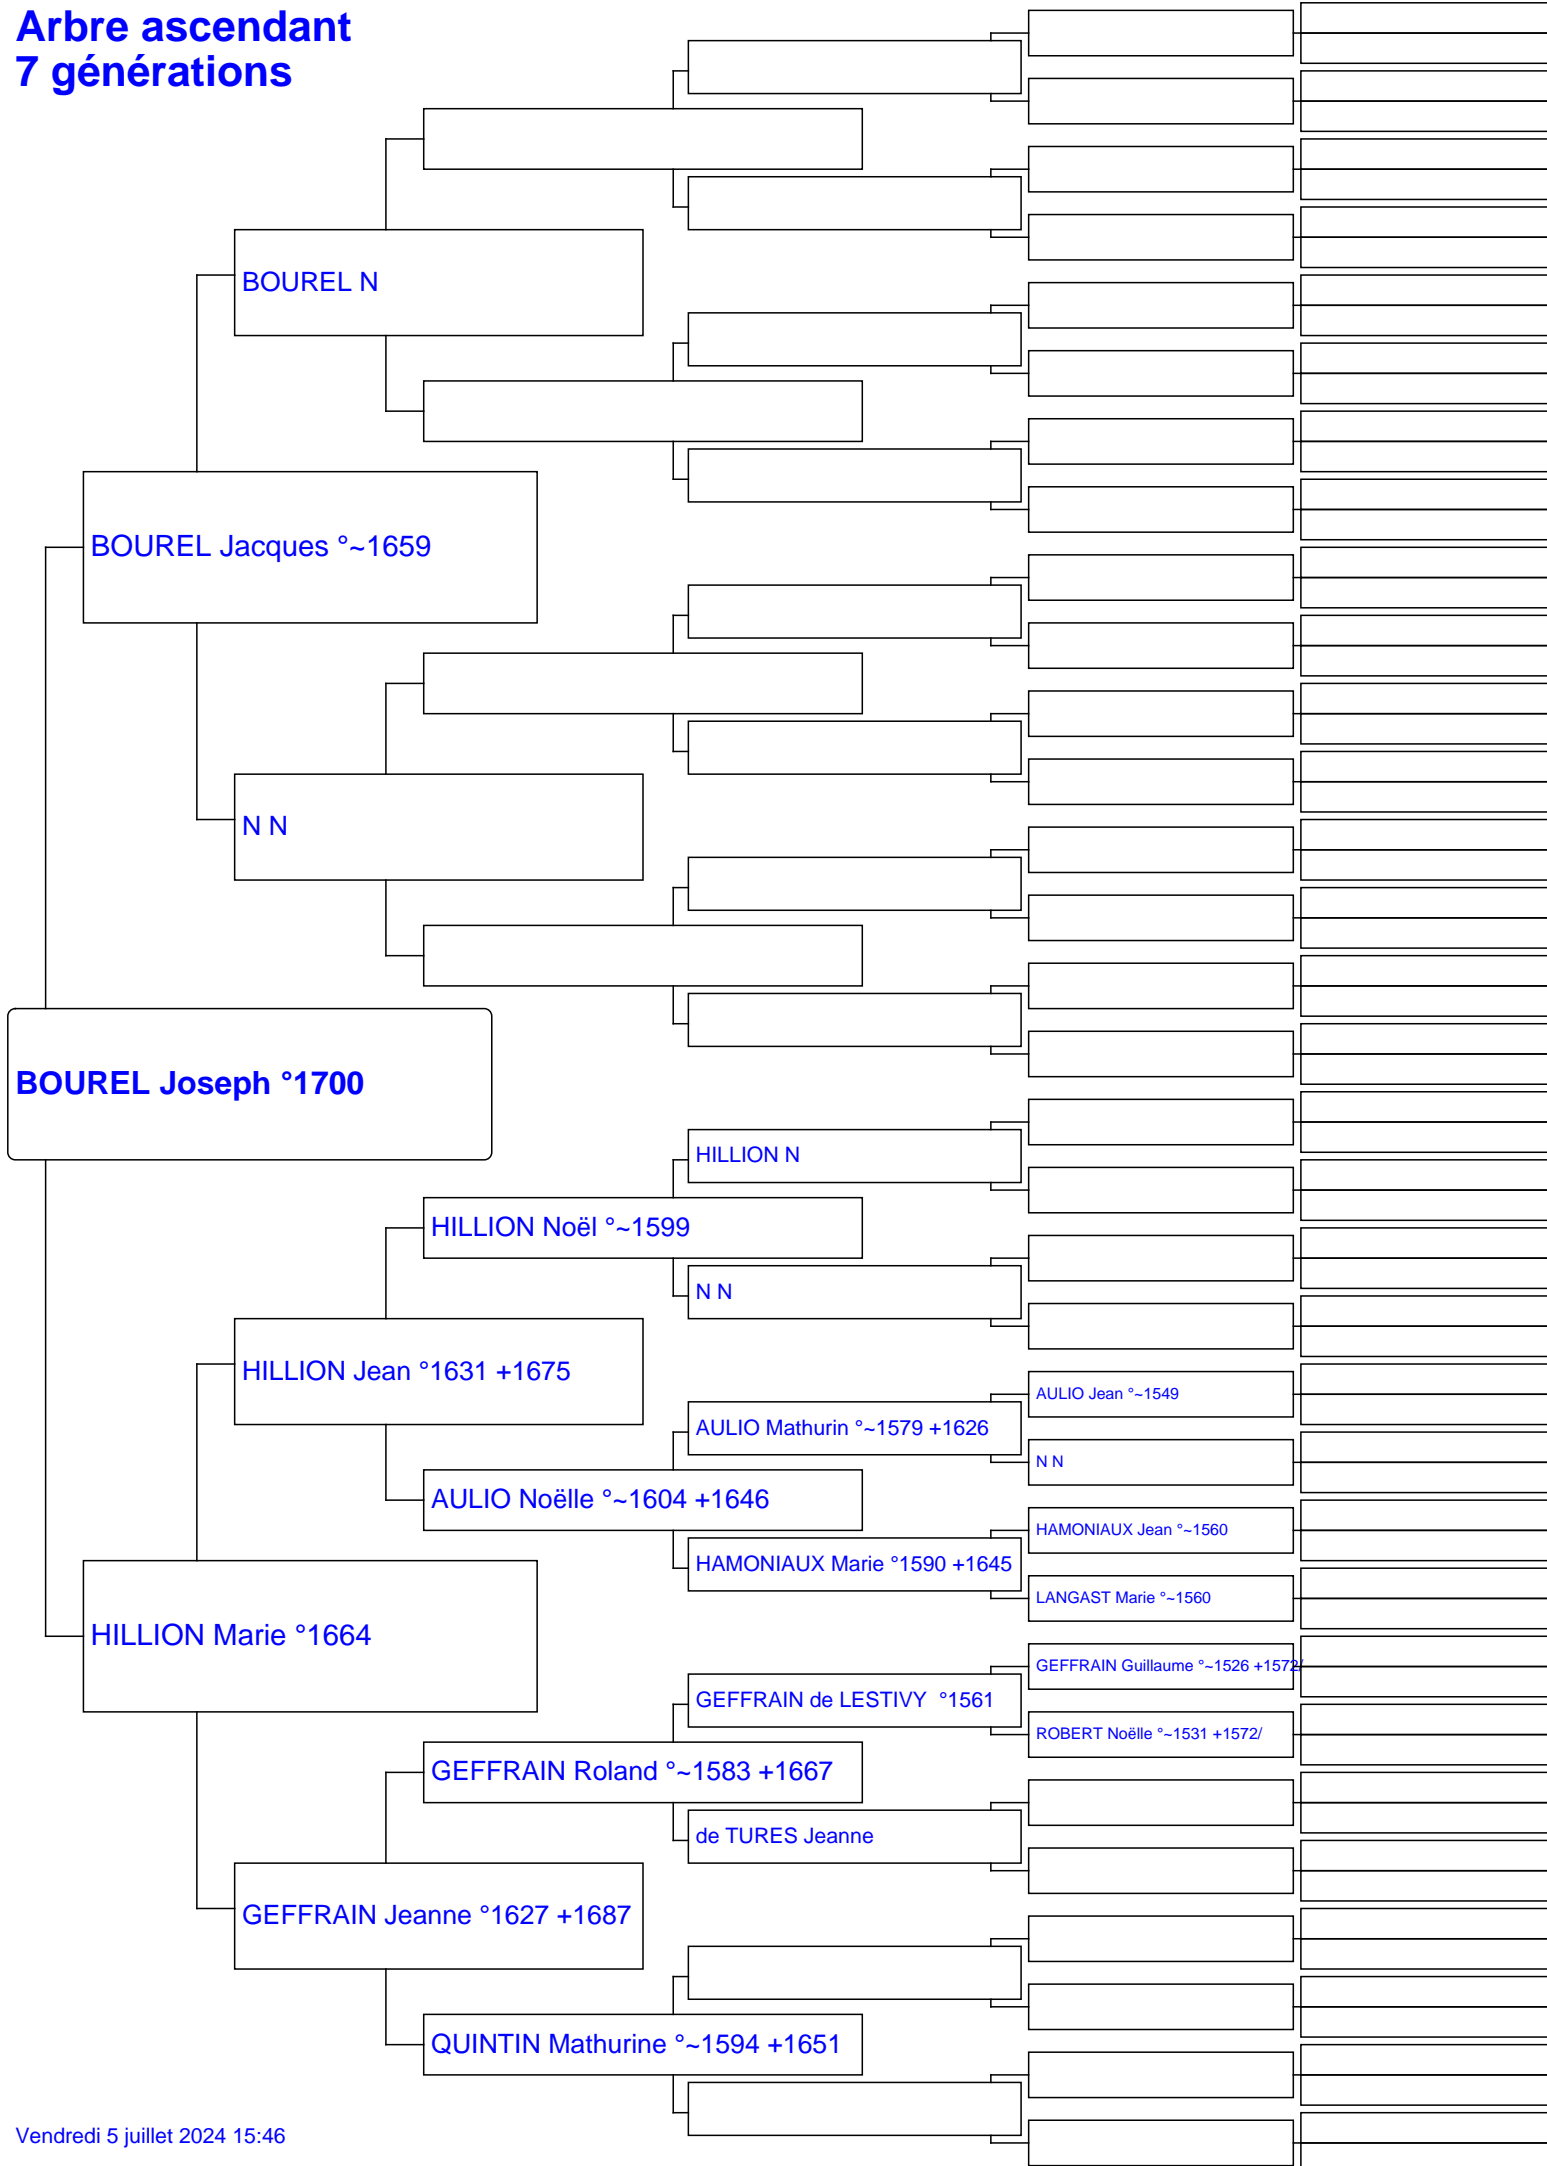 Arbre ascendant
7 générations
BOUREL N
BOUREL Jacques °~1659
N N
BOUREL Joseph °1700
HILLION N
HILLION Noël °~1599
N N
HILLION Jean °1631 +1675
AULIO Jean °~1549
AULIO Mathurin °~1579 +1626
N N
AULIO Noëlle °~1604 +1646
HAMONIAUX Jean °~1560
HAMONIAUX Marie °1590 +1645
LANGAST Marie °~1560
HILLION Marie °1664
GEFFRAIN Guillaume °~1526 +1572/
GEFFRAIN de LESTIVY  °1561
ROBERT Noëlle °~1531 +1572/
GEFFRAIN Roland °~1583 +1667
de TURES Jeanne
GEFFRAIN Jeanne °1627 +1687
QUINTIN Mathurine °~1594 +1651
Vendredi 5 juillet 2024 15:46